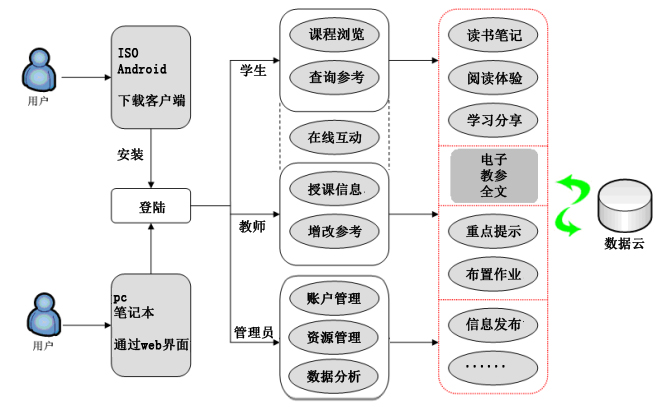 用户
ISO
Android
下载客户端
安装
登陆
pc
笔记本
通过web界面
用户
学生
教师
管理员
课程浏览
查询参考
在线互动
授课信息
增改参考
账户管理
资源管理
数据分析
读书笔记
阅读体验
学习分享
电子
教参
全文
重点提示
布置作业
信息发布
······
数据云